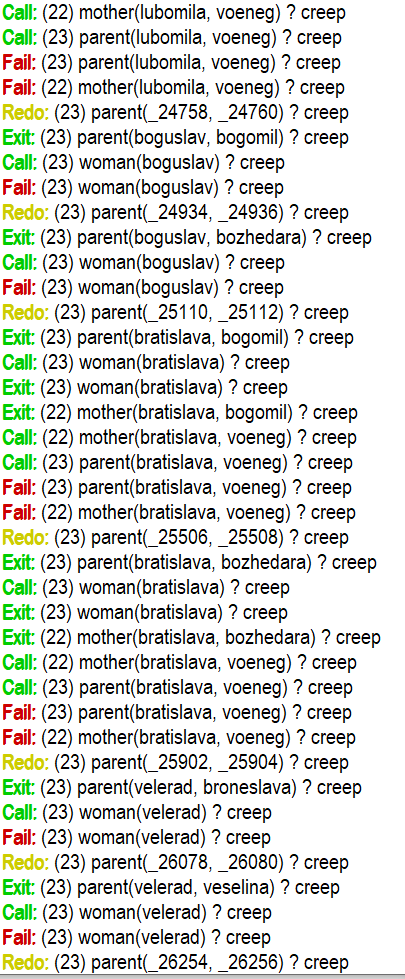 Call: (22) mother(lubomila, voeneg) ? creep
Call: (23) parent(lubomila, voeneg) ? creep
Fail: (23) parent(lubomila, voeneg) ? creep
Fail: (22) mother(lubomila, voeneg) ? creep
Redo: (23) parent(_24758, _24760) ? creep
Exit: (23) parent(boguslav, bogomil) ? creep
Call: (23) woman(boguslav) ? creep
Fail: (23) woman(boguslav) ? creep
Redo: (23) parent(_24934, _24936) ? creep
Exit: (23) parent(boguslav, bozhedara) ? creep
Call: (23) woman(boguslav) ? creep
Fail: (23) woman(boguslav) ? creep
Redo: (23) parent(_25110, _25112) ? creep
Exit: (23) parent(bratislava, bogomil) ? creep
Call: (23) woman(bratislava) ? creep
Exit: (23) woman(bratislava) ? creep
Exit: (22) mother(bratislava, bogomil) ? creep
Call: (22) mother(bratislava, voeneg) ? creep
Call: (23) parent(bratislava, voeneg) ? creep
Fail: (23) parent(bratislava, voeneg) ? creep
Fail: (22) mother(bratislava, voeneg) ? creep
Redo: (23) parent(_25506, _25508) ? creep
Exit: (23) parent(bratislava, bozhedara) ? creep
Call: (23) woman(bratislava) ? creep
Exit: (23) woman(bratislava) ? creep
Exit: (22) mother(bratislava, bozhedara) ? creep
Call: (22) mother(bratislava, voeneg) ? creep
Call: (23) parent(bratislava, voeneg) ? creep
Fail: (23) parent(bratislava, voeneg) ? creep
Fail: (22) mother(bratislava, voeneg) ? creep
Redo: (23) parent(_25902, _25904) ? creep
Exit: (23) parent(velerad, broneslava) ? creep
Call: (23) woman(velerad) ? creep
Fail: (23) woman(velerad) ? creep
Redo: (23) parent(_26078, _26080) ? creep
Exit: (23) parent(velerad, veselina) ? creep
Call: (23) woman(velerad) ? creep
Fail: (23) woman(velerad) ? creep
Redo: (23) parent(_26254, _26256) ? creep